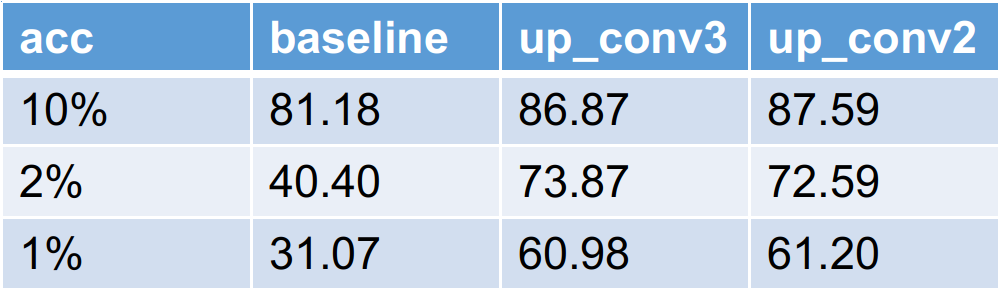 acc baseline up_conv3 up_conv2
10% 81.18 86.87 87.59
2% 40.40 73.87 72.59
1% 31.07 60.98 61.20